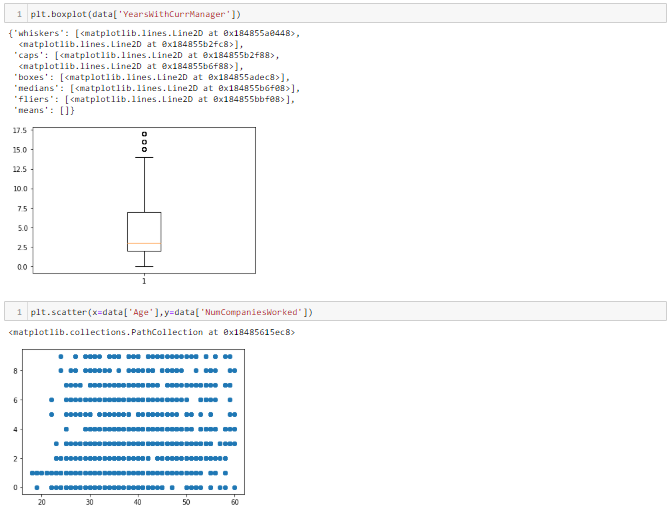 1 plt.boxplot(data['YearsWithCurrManager'])
{'whiskers': [<matplotlib.lines.Line2D at 0x184855a0448>,
<matplotlib.lines.Line2D at 0x184855b2fc8>],
'caps': [<matplotlib.lines.Line2D at 0x184855b2f88>,
<matplotlib.lines.Line2D at 0x184855b6f88>],
'boxes': [<matplotlib.lines.Line2D at 0x184855adec8>],
'medians': [<matplotlib.lines.Line2D at 0x184855b6f08>],
'fliers': [<matplotlib.lines.Line2D at 0x184855bbf08>],
'means': []}
17.5
15.0
12.5
10.0
7.5
5.0
2.5
0.0
1
1 plt.scatter(x=data['Age'],y=data['NumCompaniesWorked'])
<matplotlib.collections.PathCollection at 0x18485615ec8>
8
6
4
2
0
20 30 40 50 60